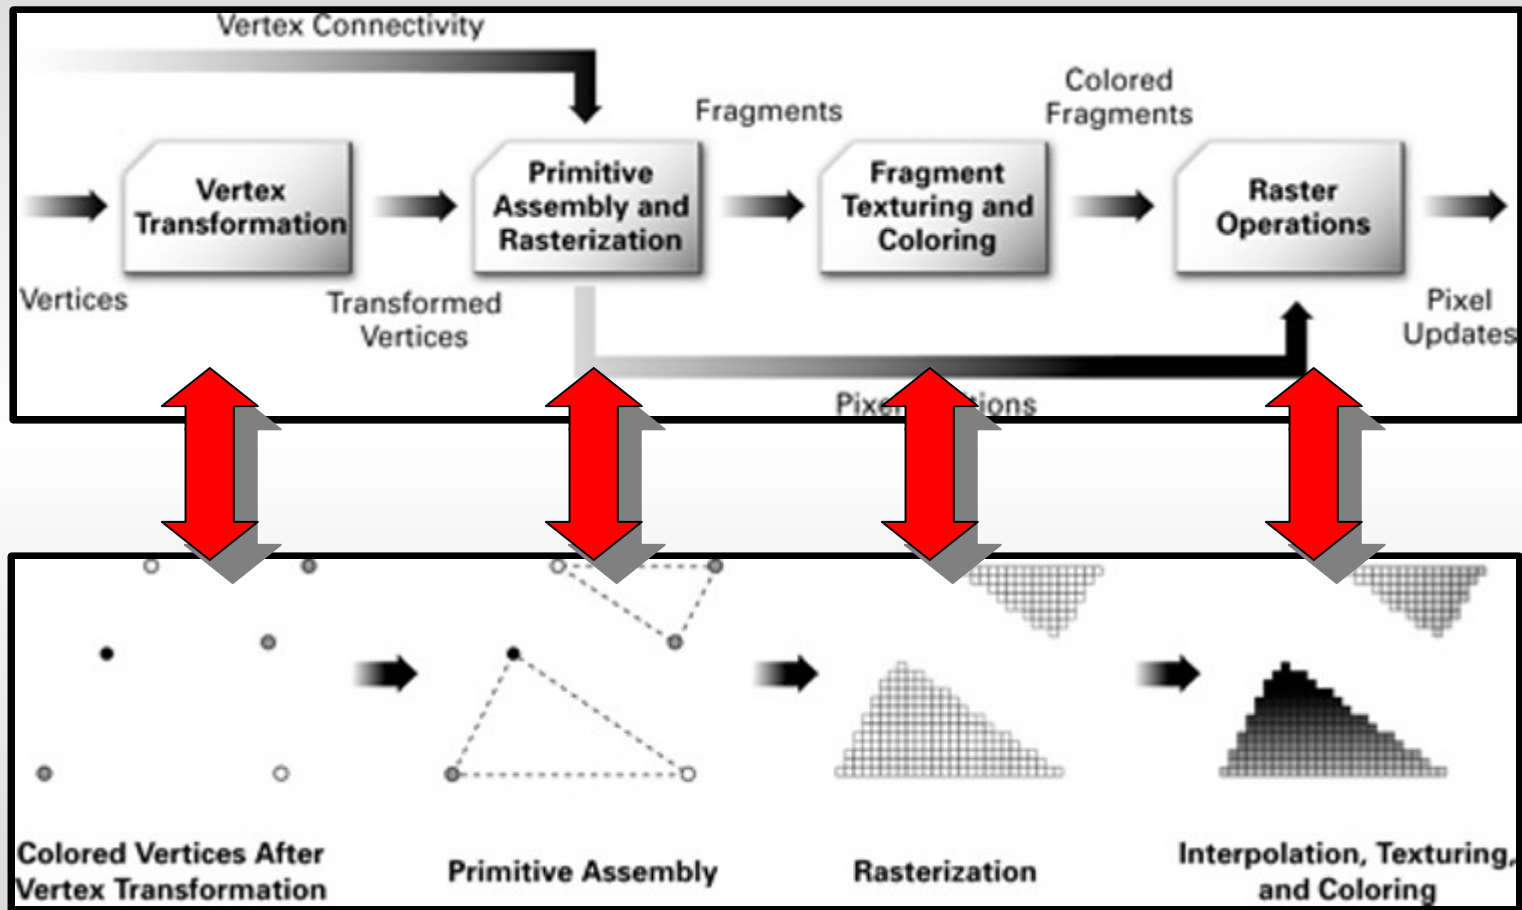 Vertex Connectivity
Fragments
Colored
Fragments
Vertex
Transformation
Primitive
Assembly and
Rasterization
Fragment
Texturing and
Coloring
Raster
Operations
Vertices
Transformed
Vertices
Pixel
Updates
Colored Vertices After
Vertex Transformation
Primitive Assembly
Rasterization
Interpolation, Texturing,
and Coloring